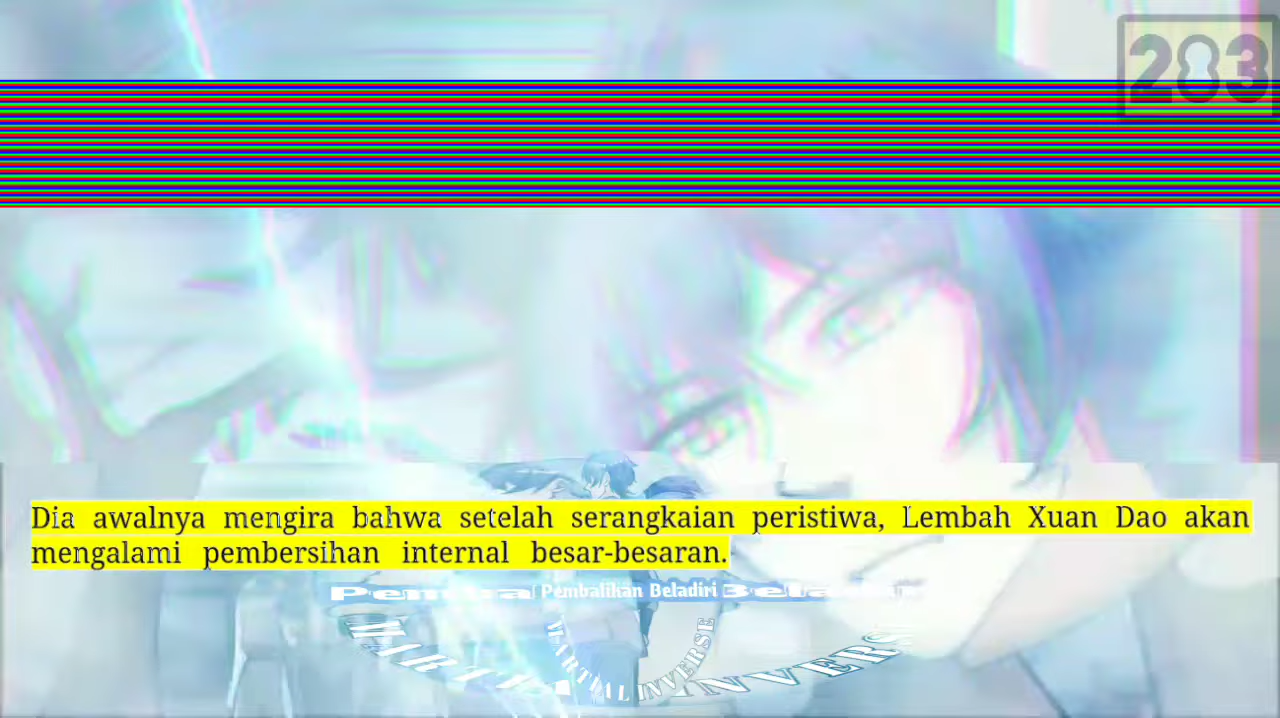 283
Dia awalnya mengira bahwa setelah serangkaian peristiwa, Lembah Xuan Dao akan
mengalami pembersihan internal besar-besaran.
Pembalikan Beladiri
MARTIAL INVERSE
INVERS